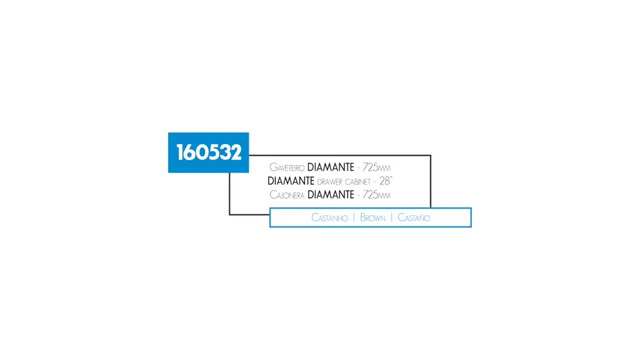 160532
Gaveteiro DIAMANTE - 725mm
DIAMANTE drawer cabinet - 28"
Cajonera DIAMANTE - 725mm
Castanho | Brown | Castaño